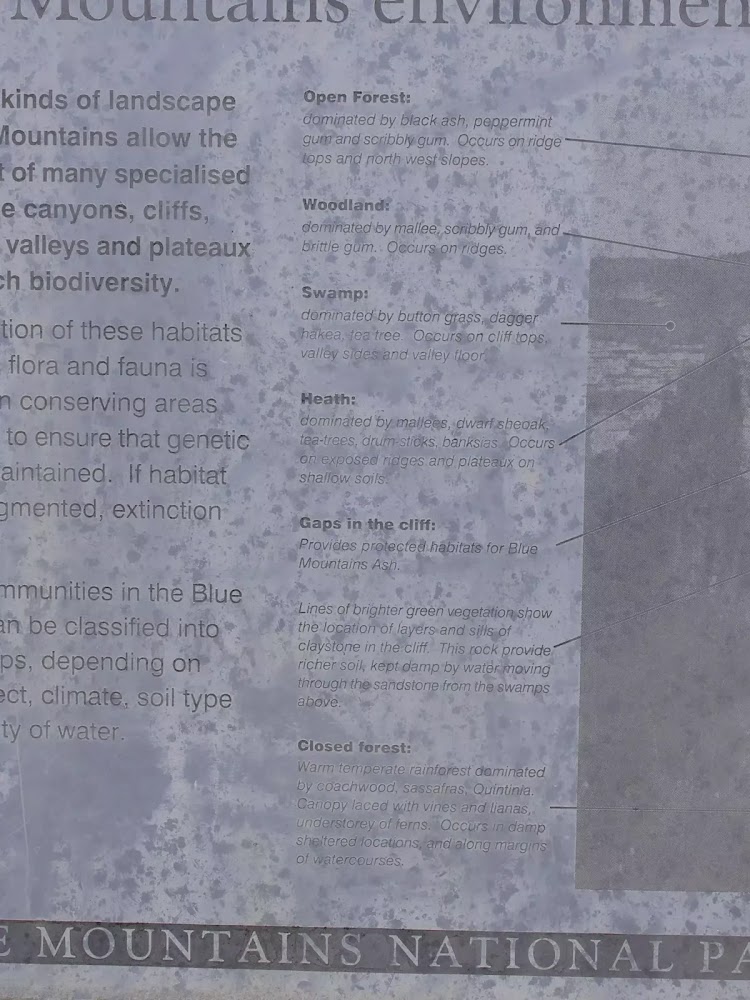 Mountains environmen
kinds of landscape
Mountains allow the
t of many specialised
e canyons, cliffs,
valleys and plateaux
ch biodiversity.
tion of these habitats
flora and fauna is
n conserving areas
to ensure that genetic
aintained. If habitat
gmented, extinction
mmunities in the Blue
an be classified into
ps, depending on
ect, climate, soil type
ty of water.
Open Forest:
dominated by black ash, peppermint
gum and scribbly gum. Occurs on ridge
tops and north west slopes.
Woodland:
dominated by mallee, scribbly gum, and
brittle gum. Occurs on ridges.
Swamp:
dominated by button grass, dagger
hakea, tea tree. Occurs on cliff tops,
valley sides and valley floor.
Heath:
dominated by mallees, dwarf sheoak,
tea-trees, drum sticks, banksias. Occurs
on exposed ridges and plateaux on
shallow soils.
Gaps in the cliff:
Provides protected habitats for Blue
Mountains Ash.
Lines of brighter green vegetation show
the location of layers and sills of
claystone in the cliff. This rock provide
richer soil, kept damp by water moving
through the sandstone from the swamps
above.
Closed forest:
Warm temperate rainforest dominated
by coachwood, sassafras, Quintinia.
Canopy laced with vines and lianas,
understorey of ferns. Occurs in damp
sheltered locations, and along margins
of watercourses.
E MOUNTAINS NATIONAL PA